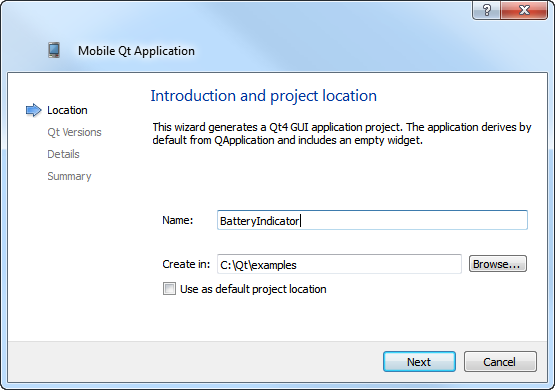 Mobile Qt Application
Location
Qt Versions
Details
Summary
Introduction and project location
This wizard generates a Qt4 GUI application project. The application derives by
default from QApplication and includes an empty widget.
Name: BatteryIndicator
Create in: C:\Qt\examples Browse...
Use as default project location
Next Cancel